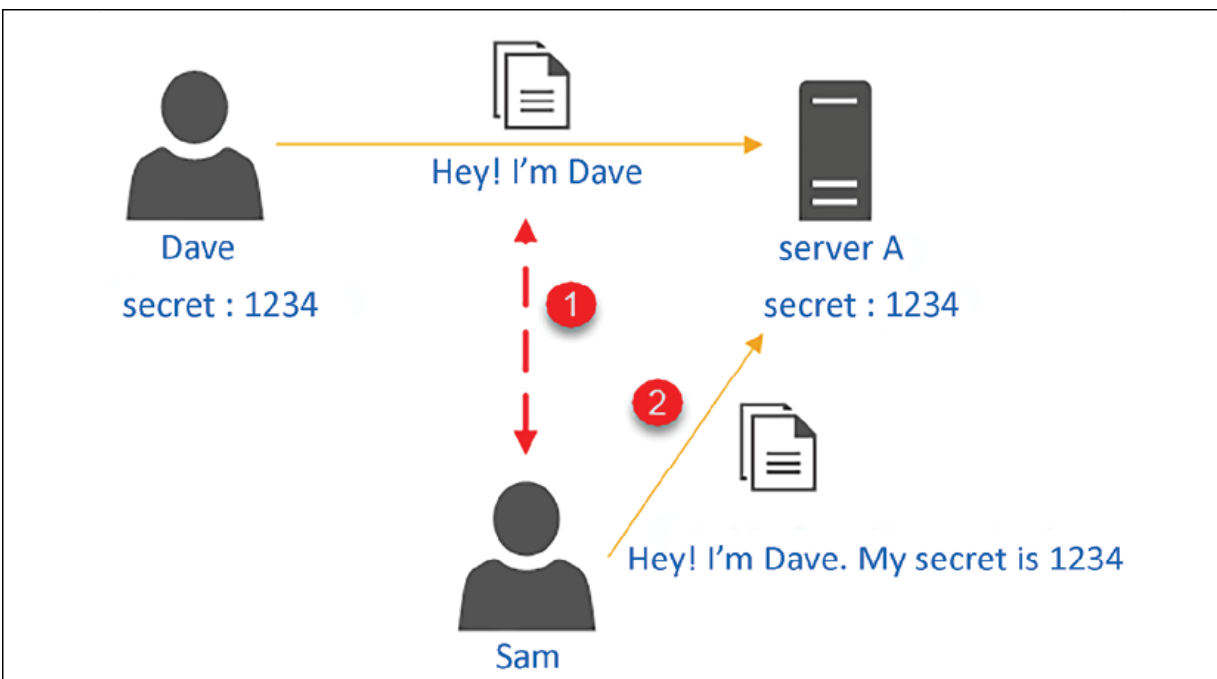 Hey! I'm Dave
Dave
server A
secret : 1234
secret : 1234
1
2
Hey! I'm Dave. My secret is 1234
Sam